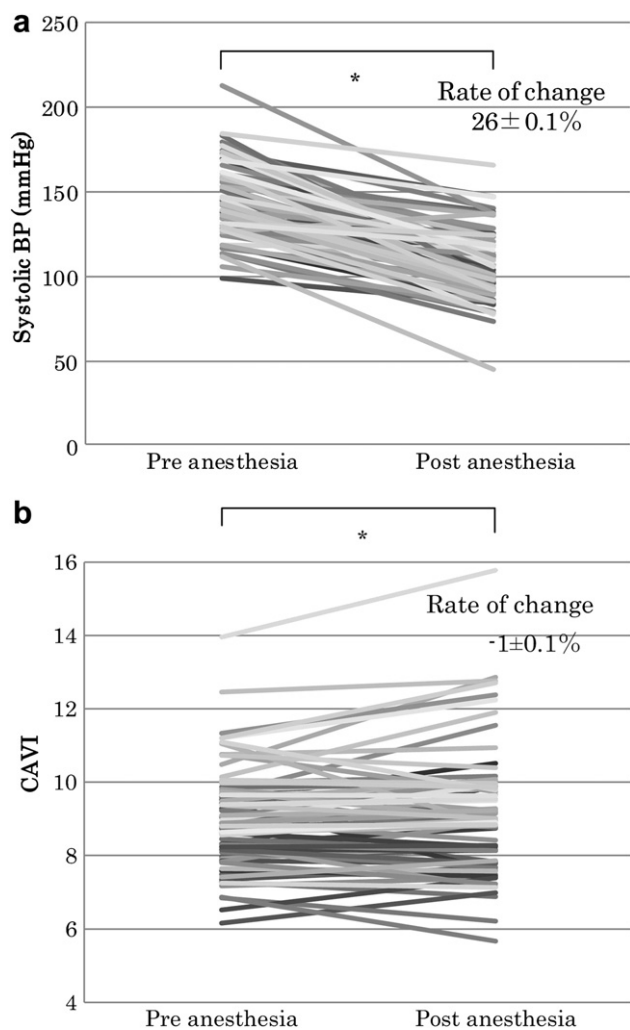 a
250
200
150
100
50
0
Systolic BP (mmHg)
*
Rate of change
26± 0.1%
Pre anesthesia
Post anesthesia
b
16
14
12
10
8
6
4
CAVI
*
Rate of change
-1±0.1%
Pre anesthesia
Post anesthesia